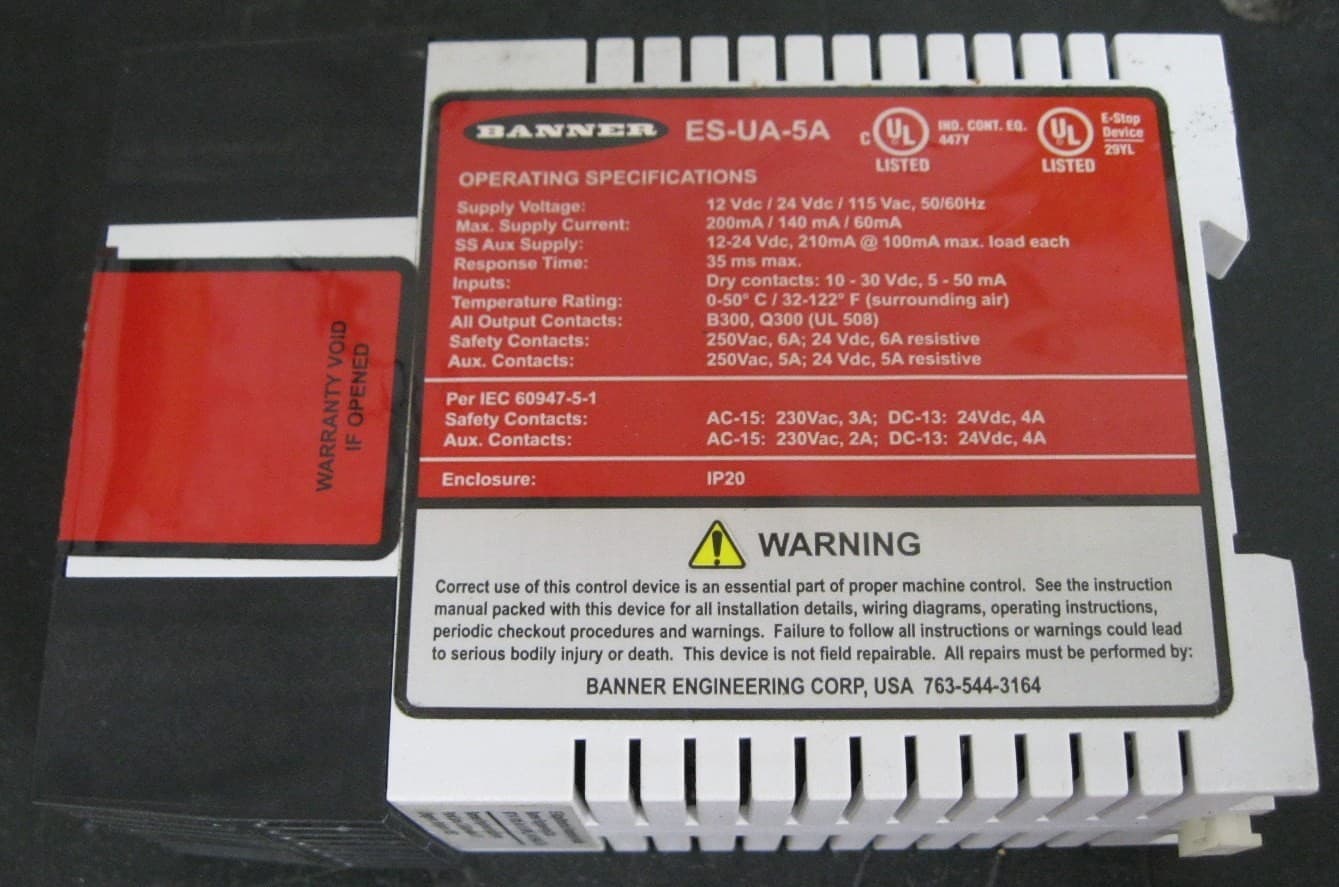 BANNER ES-UA-5A
C UL LISTED IND. CONT. EQ. 447Y
UL LISTED E-Stop Device 29YL
OPERATING SPECIFICATIONS
Supply Voltage: 12 Vdc / 24 Vdc / 115 Vac, 50/60Hz
Max. Supply Current: 200mA / 140 mA / 60mA
SS Aux Supply: 12-24 Vdc, 210mA @ 100mA max. load each
Response Time: 35 ms max.
Inputs: Dry contacts: 10 - 30 Vdc, 5 - 50 mA
Temperature Rating: 0-50° C / 32-122° F (surrounding air)
All Output Contacts: B300, Q300 (UL 508)
Safety Contacts: 250Vac, 6A; 24 Vdc, 6A resistive
Aux. Contacts: 250Vac, 5A; 24 Vdc, 5A resistive
Per IEC 60947-5-1
Safety Contacts: AC-15: 230Vac, 3A; DC-13: 24Vdc, 4A
Aux. Contacts: AC-15: 230Vac, 2A; DC-13: 24Vdc, 4A
Enclosure: IP20
WARRANTY VOID
IF OPENED
WARNING
Correct use of this control device is an essential part of proper machine control. See the instruction
manual packed with this device for all installation details, wiring diagrams, operating instructions,
periodic checkout procedures and warnings. Failure to follow all instructions or warnings could lead
to serious bodily injury or death. This device is not field repairable. All repairs must be performed by:
BANNER ENGINEERING CORP, USA 763-544-3164